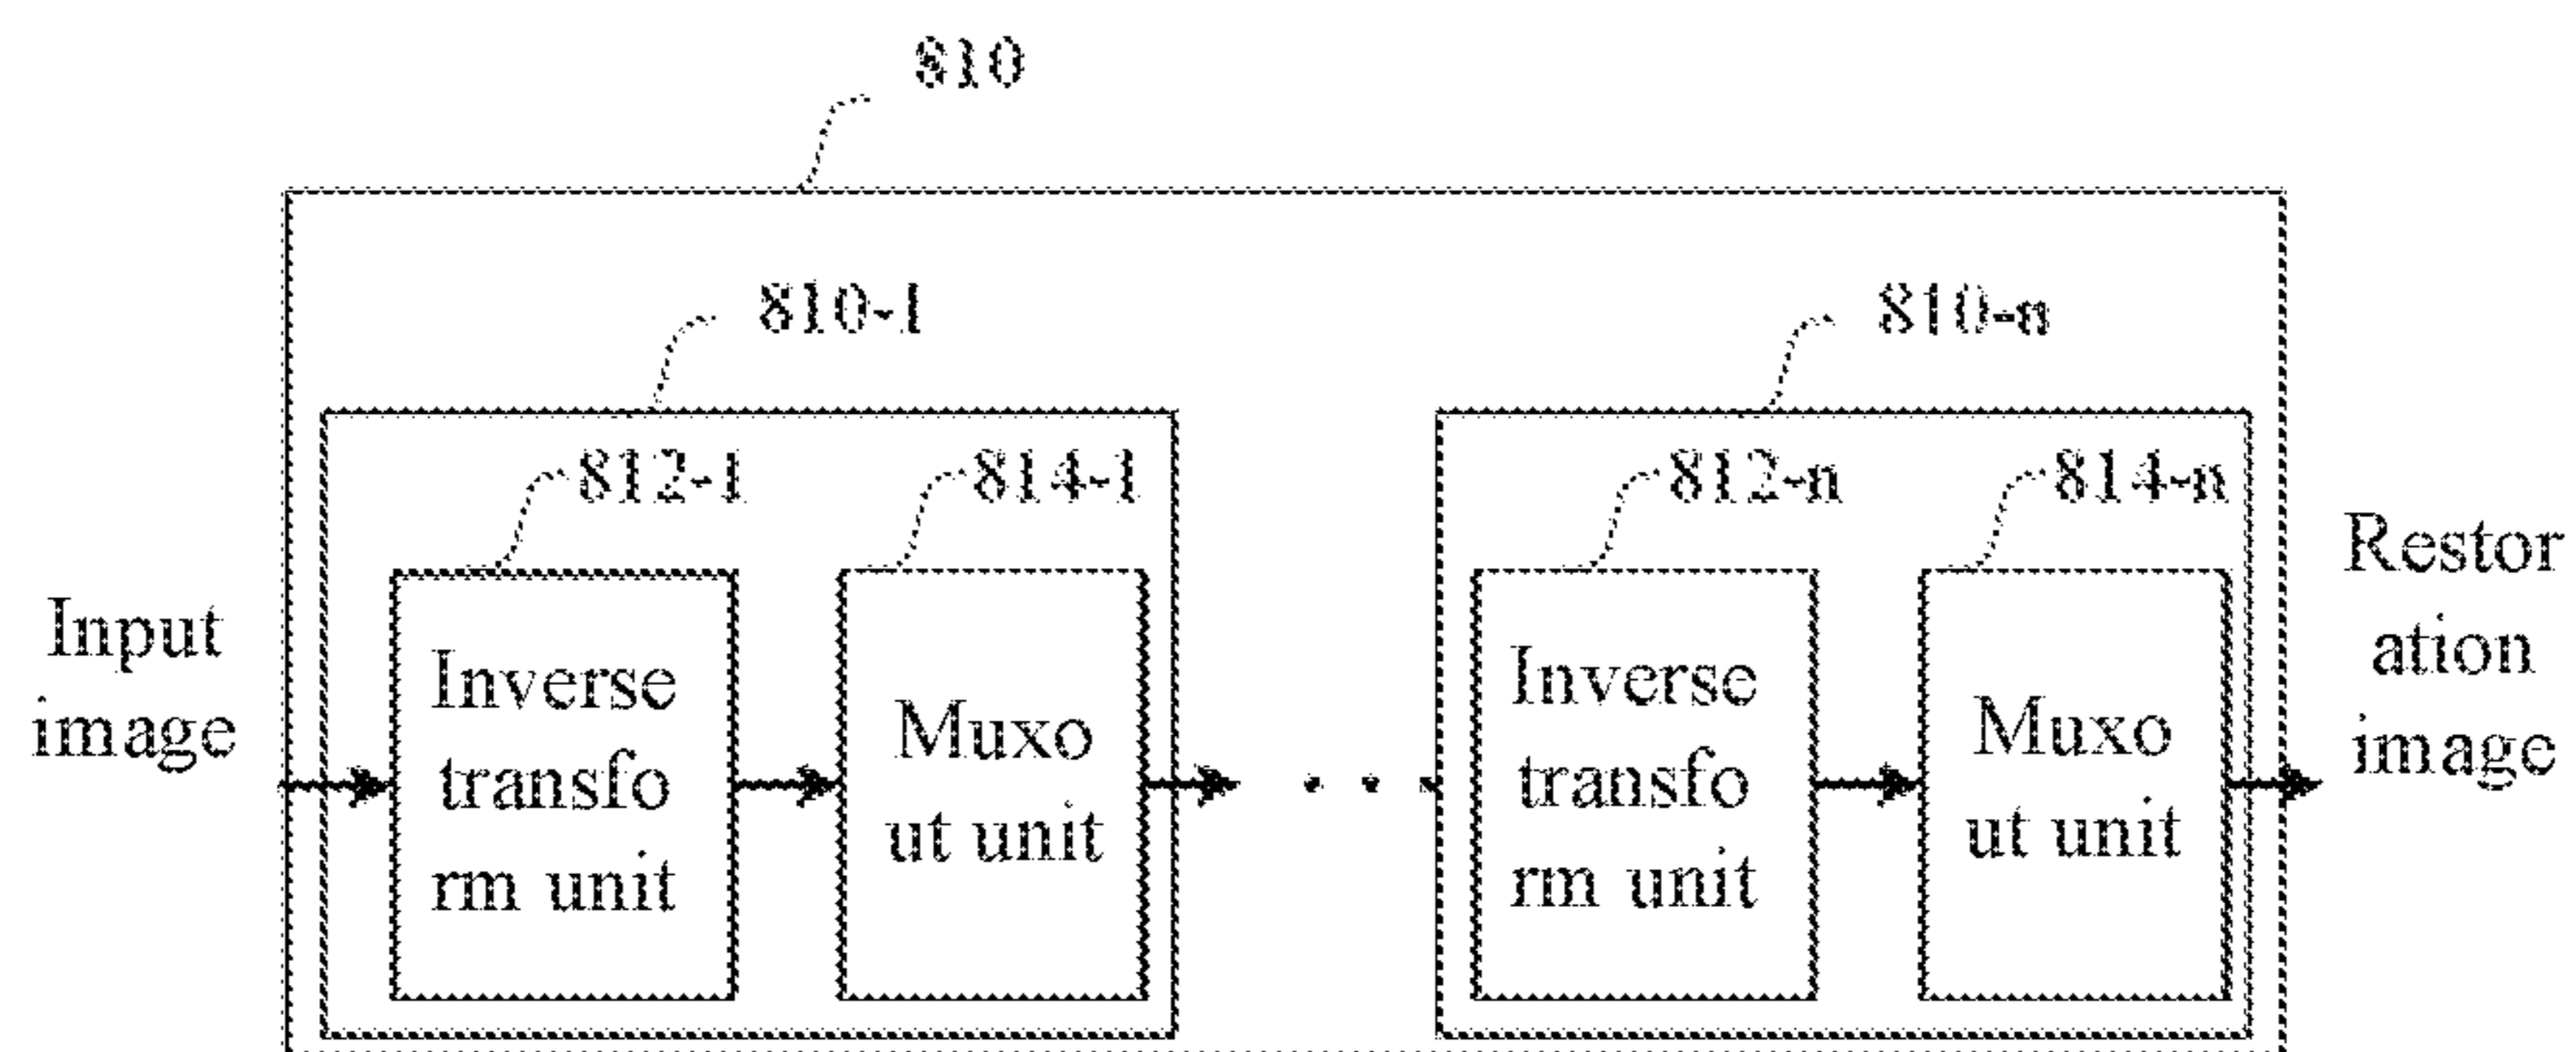 810
810-1
810-n
812-1
814-1
812-n
814-n
Input
image
Inverse
transfo
rm unit
Muxo
ut unit
Inverse
transfo
rm unit
Muxo
ut unit
Restor
ation
image